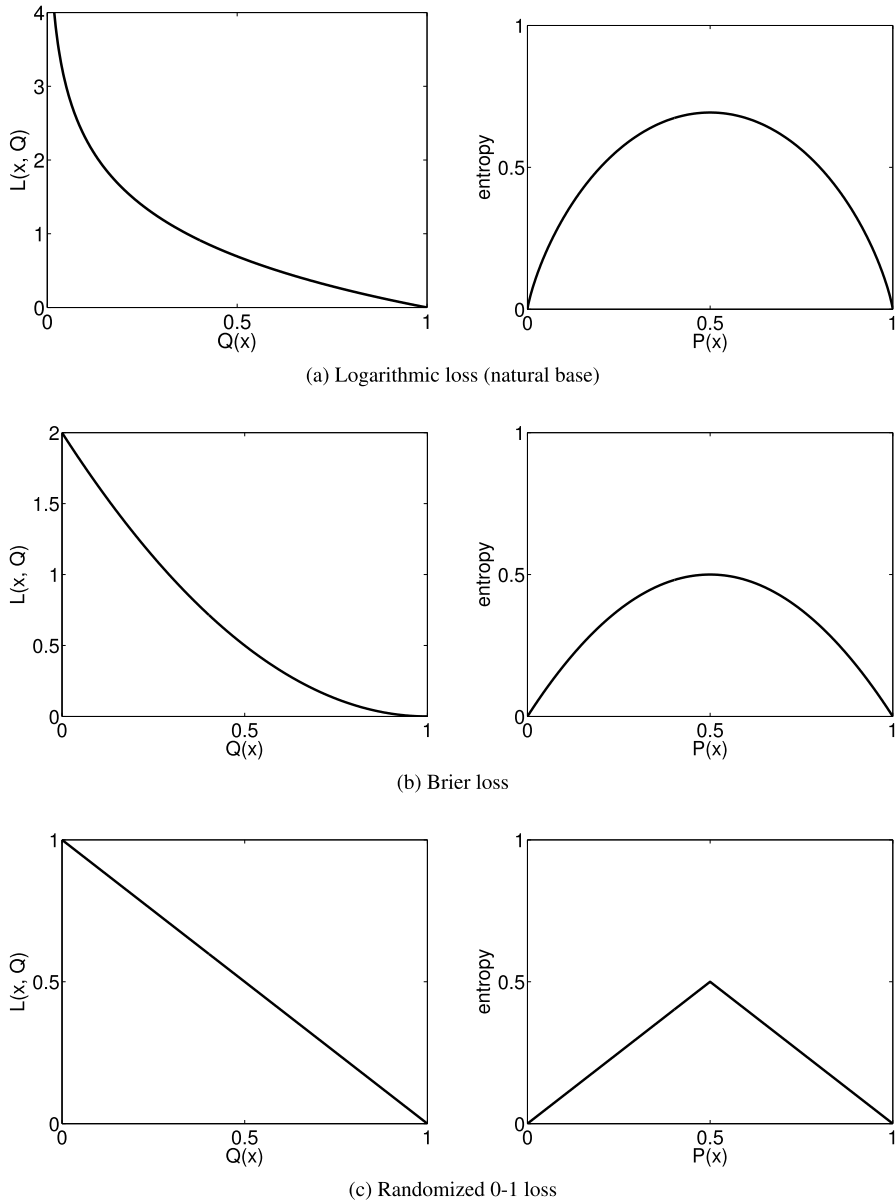 4
3
2
1
0
L(x, Q)
0 0.5 1
Q(x)
1
0.5
0
entropy
0 0.5 1
P(x)
(a) Logarithmic loss (natural base)
2
1.5
1
0.5
0
L(x, Q)
0 0.5 1
Q(x)
1
0.5
0
entropy
0 0.5 1
P(x)
(b) Brier loss
1
0.5
0
L(x, Q)
0 0.5 1
Q(x)
1
0.5
0
entropy
0 0.5 1
P(x)
(c) Randomized 0-1 loss